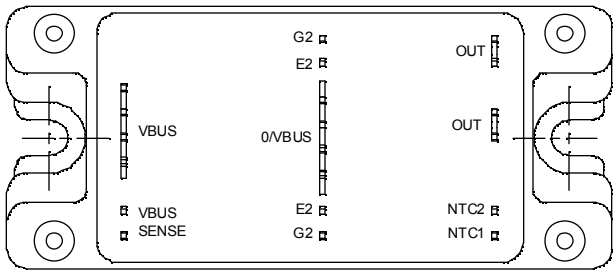 G2
E2
OUT
VBUS
0/VBUS
OUT
VBUS
SENSE
E2
G2
NTC2
NTC1